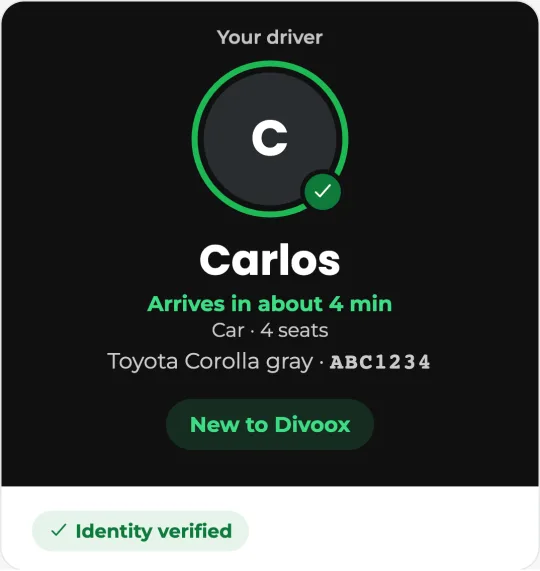 Your driver
C
Carlos
Arrives in about 4 min
Car · 4 seats
Toyota Corolla gray · ABC1234
New to Divoox
✓ Identity verified